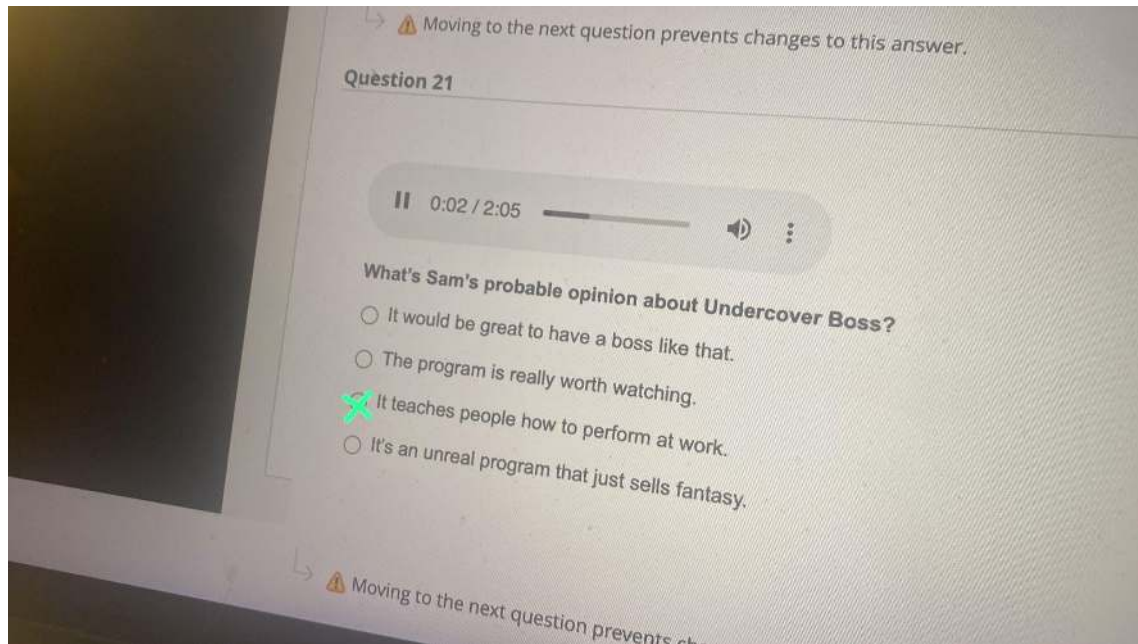 Moving to the next question prevents changes to this answer.
Question 21
0:02 / 2:05
What's Sam's probable opinion about Undercover Boss?
It would be great to have a boss like that.
The program is really worth watching.
It teaches people how to perform at work.
It's an unreal program that just sells fantasy.
Moving to the next question prevents